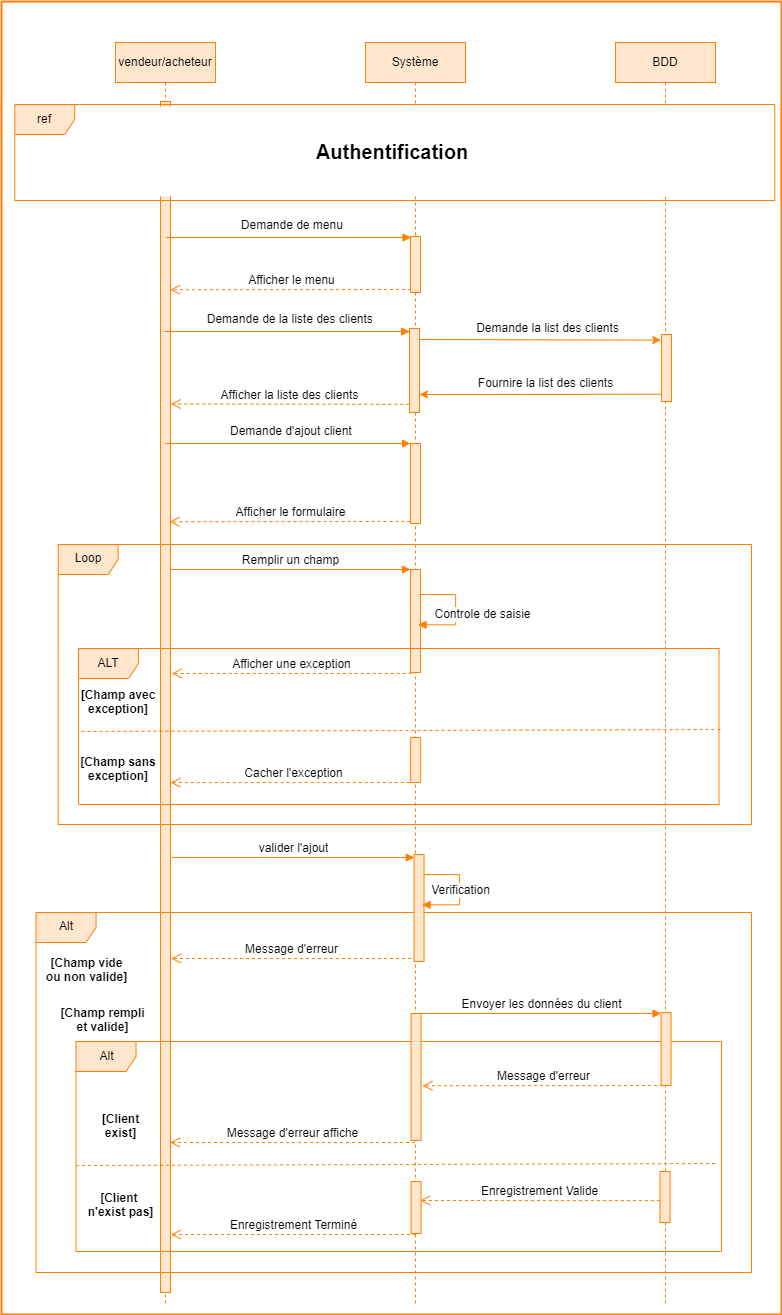 vendeur/acheteur
Système
BDD
ref
Authentification
Demande de menu
Afficher le menu
Demande de la liste des clients
Demande la list des clients
Fournire la list des clients
Afficher la liste des clients
Demande d'ajout client
Afficher le formulaire
Loop
Remplir un champ
Controle de saisie
ALT
Afficher une exception
[Champ avec
exception]
[Champ sans
exception]
Cacher l'exception
valider l'ajout
Verification
Alt
Message d'erreur
[Champ vide
ou non valide]
Envoyer les données du client
[Champ rempli
et valide]
Alt
Message d'erreur
[Client
exist]
Message d'erreur affiche
Enregistrement Valide
[Client
n'exist pas]
Enregistrement Terminé